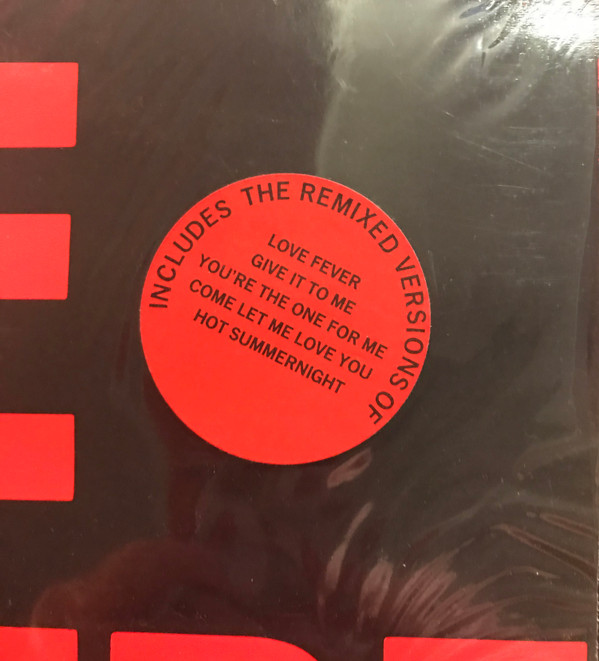 INCLUDES THE REMIXED VERSIONS OF
LOVE FEVER
GIVE IT TO ME
YOU'RE THE ONE FOR ME
COME LET ME LOVE YOU
HOT SUMMERNIGHT